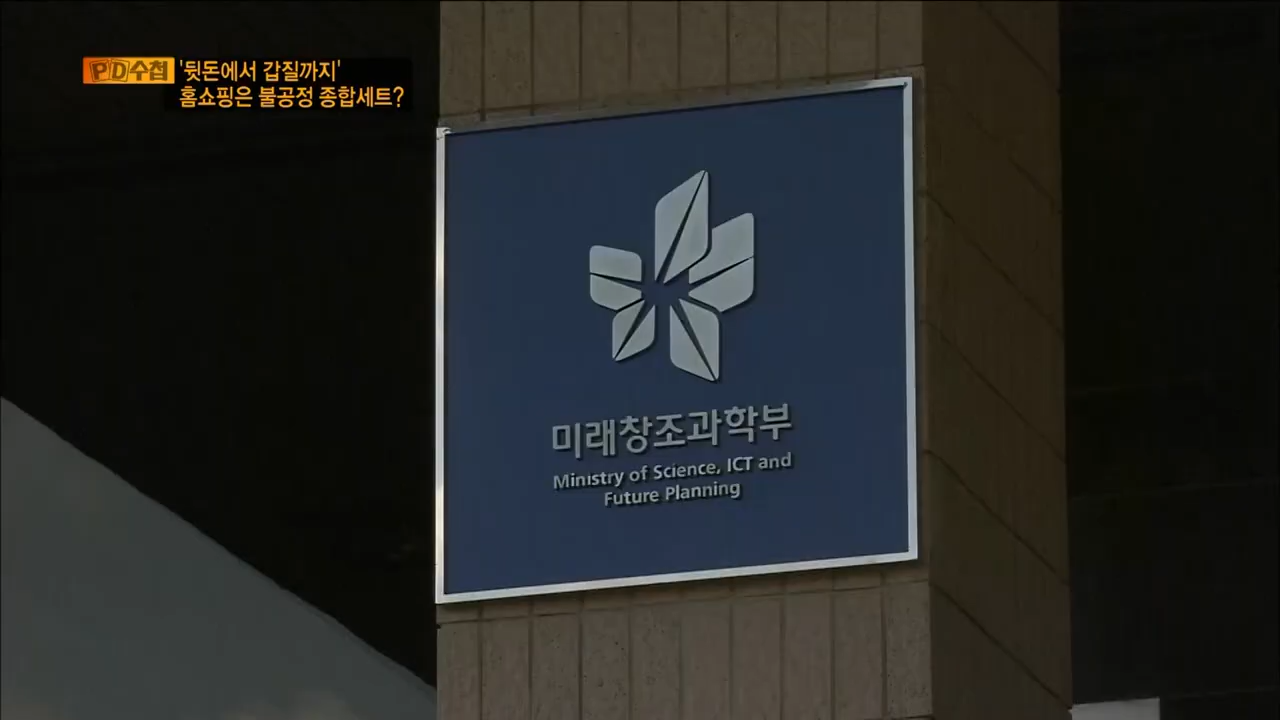 PD수첩 '뒷돈에서 갑질까지'
홈쇼핑은 불공정 종합세트?
미래창조과학부
Ministry of Science, ICT and
Future Planning